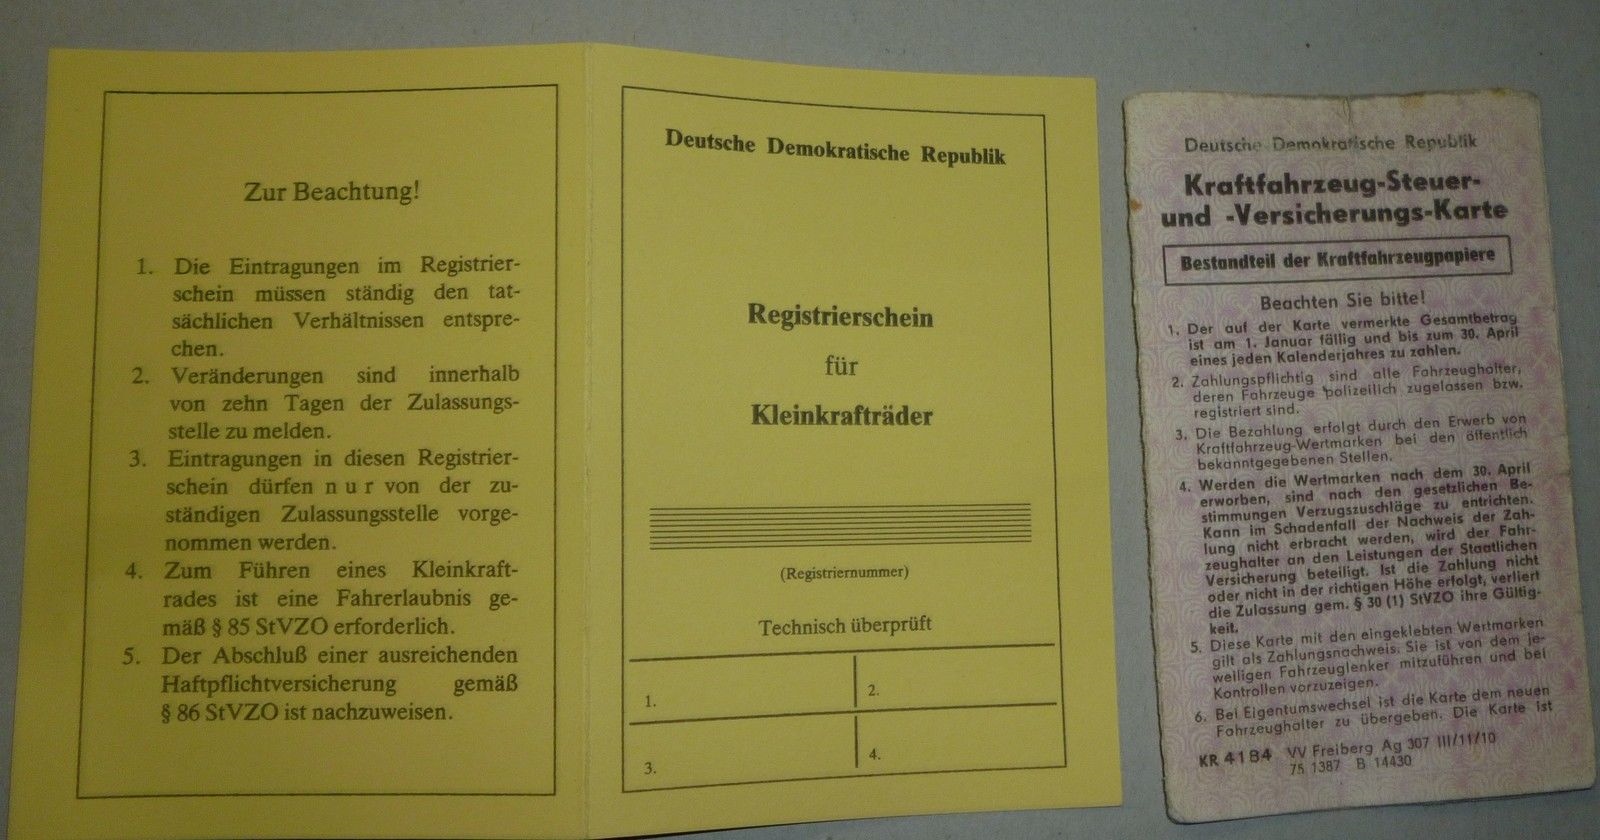 Zur Beachtung!
1. Die Eintragungen im Registrier-
schein müssen ständig den tat-
sächlichen Verhältnissen entspre-
chen.
2. Veränderungen sind innerhalb
von zehn Tagen der Zulassungs-
stelle zu melden.
3. Eintragungen in diesen Registrier-
schein dürfen n u r von der zu-
ständigen Zulassungsstelle vorge-
nommen werden.
4. Zum Führen eines Kleinkraft-
rades ist eine Fahrerlaubnis ge-
mäß § 85 StVZO erforderlich.
5. Der Abschluß einer ausreichenden
Haftpflichtversicherung gemäß
§ 86 StVZO ist nachzuweisen.
Deutsche Demokratische Republik
Registrierschein
für
Kleinkrafträder
(Registriernummer)
Technisch überprüft
1. 2.
3. 4.
Deutsche Demokratische Republik
Kraftfahrzeug-Steuer-
und -Versicherungs-Karte
Bestandteil der Kraftfahrzeugpapiere
Beachten Sie bitte!
1. Der auf der Karte vermerkte Gesamtbetrag
ist am 1. Januar fällig und bis zum 30. April
eines jeden Kalenderjahres zu zahlen.
2. Zahlungspflichtig sind alle Fahrzeughalter,
deren Fahrzeuge polizeilich zugelassen bzw.
registriert sind.
3. Die Bezahlung erfolgt durch den Erwerb von
Kraftfahrzeug-Wertmarken bei den öffentlich
bekanntgegebenen Stellen.
4. Werden die Wertmarken nach dem 30. April
erworben, sind nach den gesetzlichen Be-
stimmungen Verzugszuschläge zu entrichten.
Kann im Schadenfall der Nachweis der Zah-
lung nicht erbracht werden, wird der Fahr-
zeughalter an den Leistungen der Staatlichen
Versicherung beteiligt. Ist die Zahlung nicht
oder nicht in der richtigen Höhe erfolgt, verliert
die Zulassung gem. § 30 (1) StVZO ihre Gültig-
keit.
5. Diese Karte mit den eingeklebten Wertmarken
gilt als Zahlungsnachweis. Sie ist von dem je-
weiligen Fahrzeuglenker mitzuführen und bei
Kontrollen vorzuzeigen.
6. Bei Eigentumswechsel ist die Karte dem neuen
Fahrzeughalter zu übergeben. Die Karte ist
KR 4184 VV Freiberg Ag 307 III/11/10
75 1387 B 14430